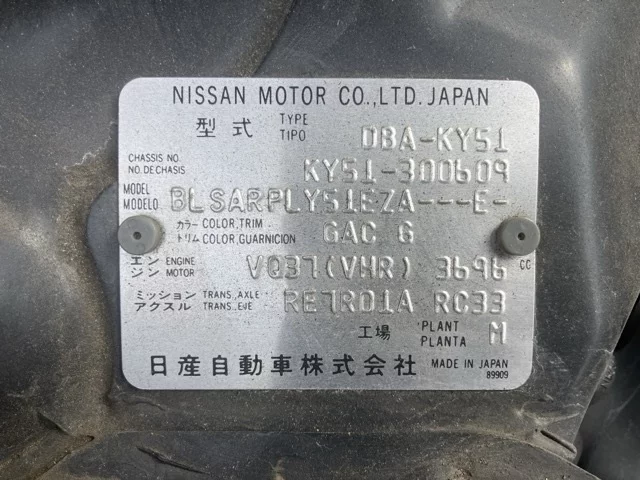 NISSAN MOTOR CO.,LTD. JAPAN
型式 TYPE TIPO DBA-KY51
CHASSIS NO. NO. DE CHASIS KY51-300609
MODEL MODELO BLSARPLY51EZA---E-
カラー COLOR,TRIM
トリム COLOR,GUARNICION GAC G
エンジン ENGINE MOTOR VQ37(VHR) 3696 CC
ミッション TRANS.,AXLE
アクスル TRANS.,EJE RE7R01A RC33
工場 PLANT PLANTA M
日産自動車株式会社 MADE IN JAPAN
89909